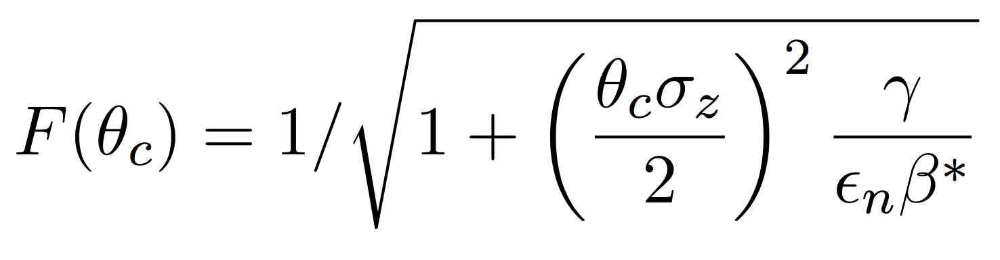 F(θ_c) = 1/√(1 + (θ_c σ_z / 2)^2 γ / (ϵ_n β*))